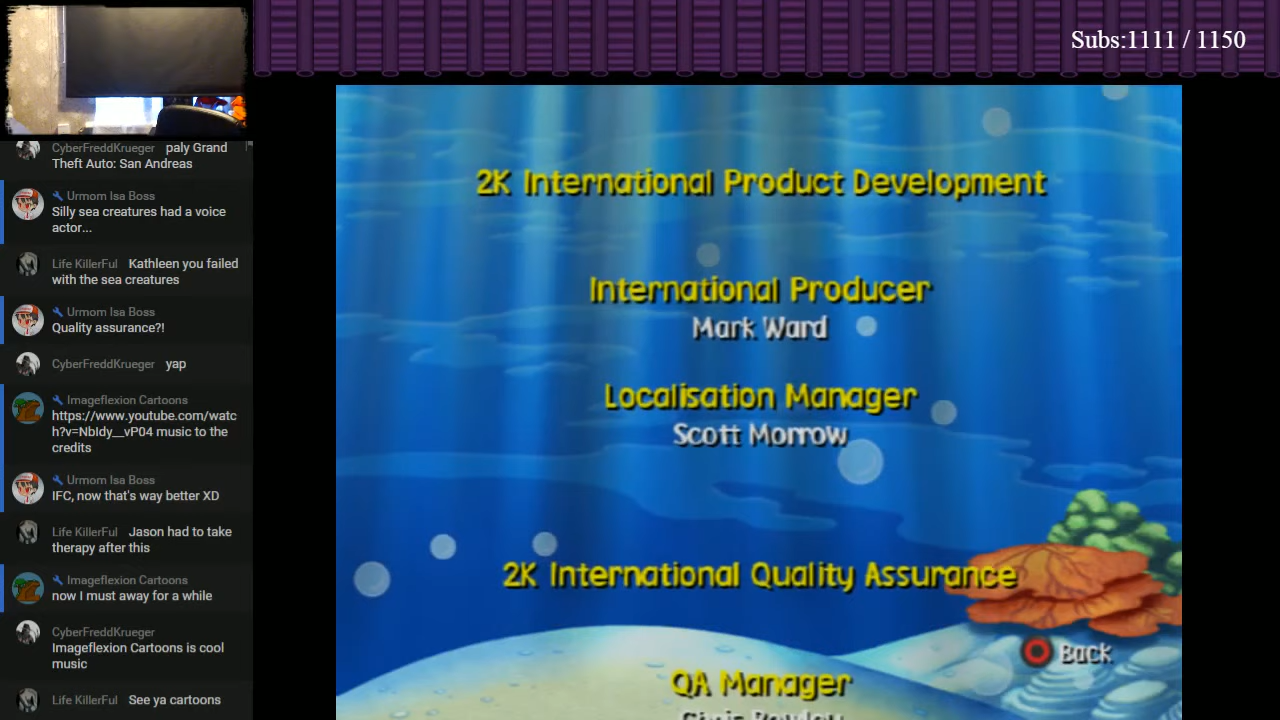 Subs:1111 / 1150
CyberFreddKrueger paly Grand
Theft Auto: San Andreas
Urmom Isa Boss
Silly sea creatures had a voice
actor...
Life KillerFul Kathleen you failed
with the sea creatures
Urmom Isa Boss
Quality assurance?!
CyberFreddKrueger yap
Imageflexion Cartoons
https://www.youtube.com/watc
h?v=NbIdy__vP04 music to the
credits
Urmom Isa Boss
IFC, now that's way better XD
Life KillerFul Jason had to take
therapy after this
Imageflexion Cartoons
now I must away for a while
CyberFreddKrueger
Imageflexion Cartoons is cool
music
Life KillerFul See ya cartoons
2K International Product Development
International Producer
Mark Ward
Localisation Manager
Scott Morrow
2K International Quality Assurance
Back
QA Manager